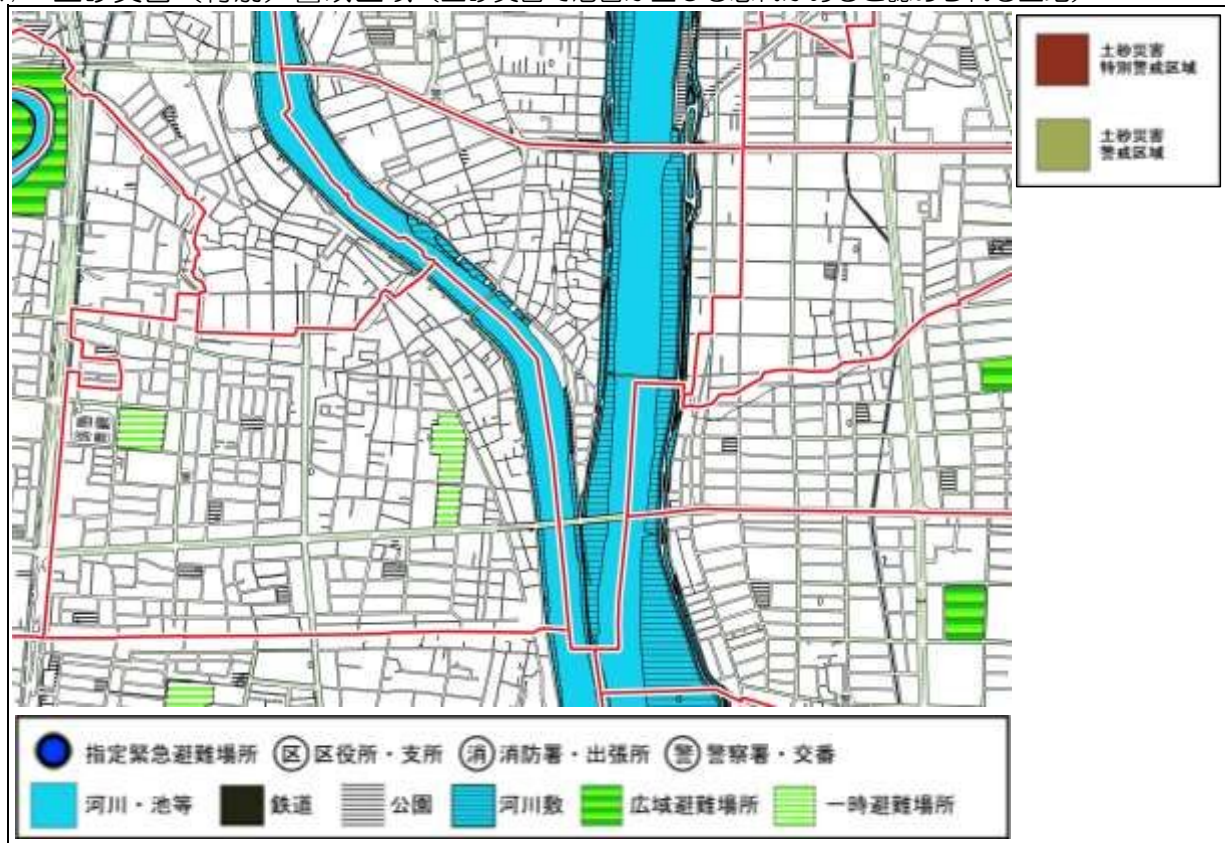 土砂災害
特別警戒区域
土砂災害
警戒区域
指定緊急避難場所 区 区役所・支所 消 消防署・出張所 警 警察署・交番
河川・池等 鉄道 公園 河川敷 広域避難場所 一時避難場所